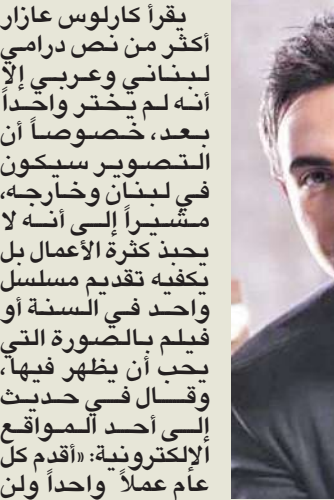 يقرأ كارلوس عازار
أكثر من نص درامي
لبناني وعربي إلا
أنه لم يختر واحداً
بعد، خصوصاً أن
التصوير سيكون
في لبنان وخارجه،
مشيراً إلى أنه لا
يحبذ كثرة الأعمال بل
يكفيه تقديم مسلسل
واحد في السنة أو
فيلم بالصورة التي
يحب أن يظهر فيها،
وقال في حديث
إلى أحد المواقع
الإلكترونية: «أقدم كل
عام عملاً واحداً ولن